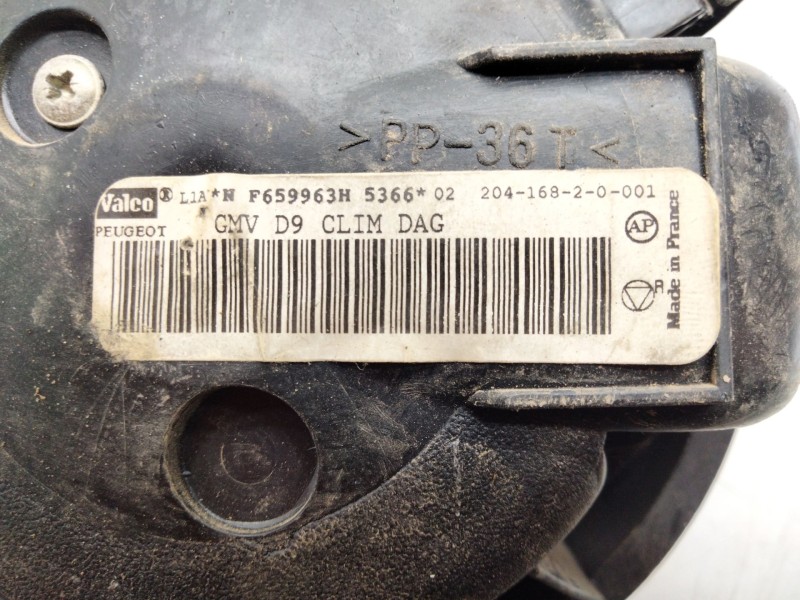 >PP-36T<
Valeo ® L1A*N F659963H 5366* 02 204-168-2-0-001
PEUGEOT GMV D9 CLIM DAG
AP
R
Made in France